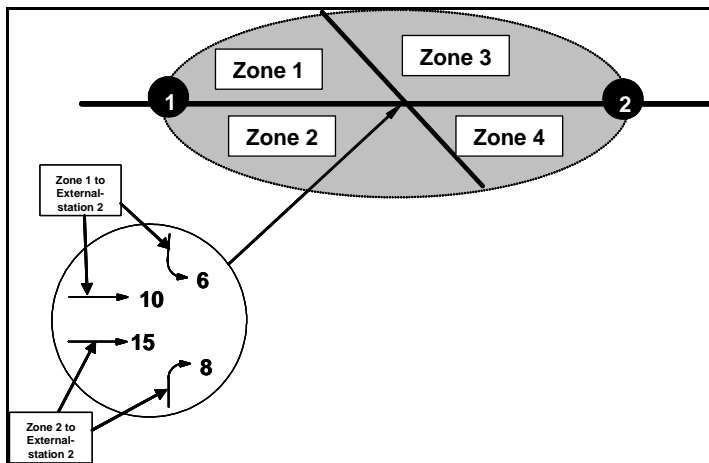 Zone 1
Zone 3
1
2
Zone 2
Zone 4
Zone 1 to
External-
station 2
6
10
15
8
Zone 2 to
External-
station 2